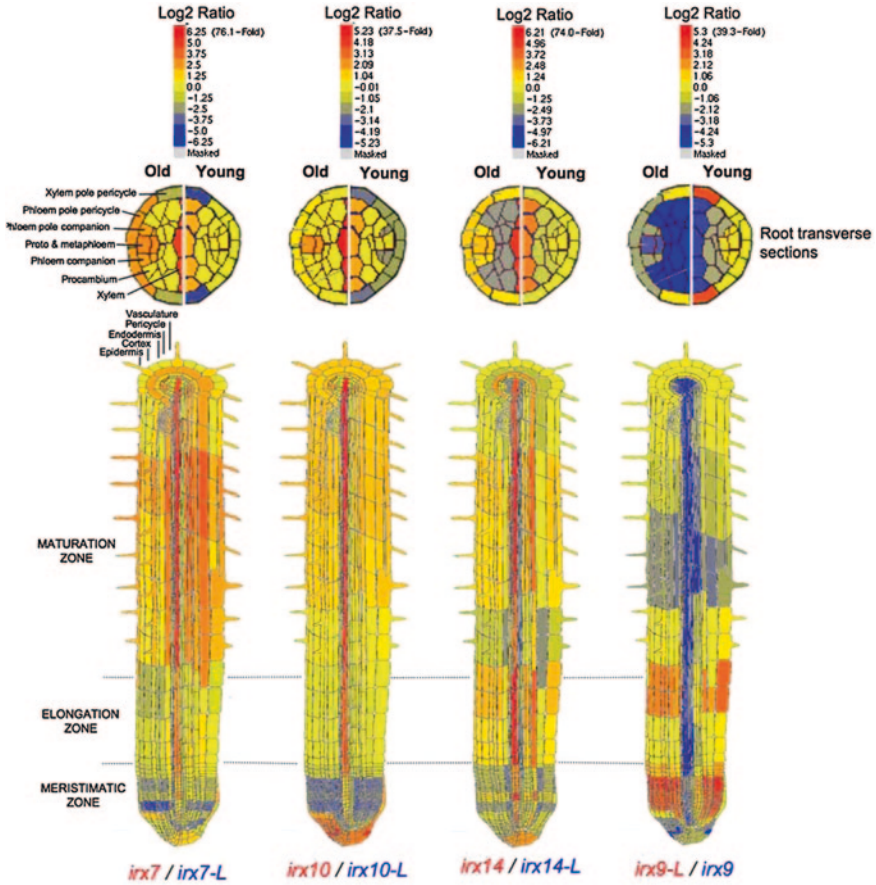 Log2 Ratio
6.25 (76.1-Fold)
5.0
3.75
2.5
1.25
0.0
-1.25
-2.5
-3.75
-5.0
-6.25
Masked
Log2 Ratio
5.23 (37.5-Fold)
4.18
3.13
2.09
1.04
-0.01
-1.05
-2.1
-3.14
-4.19
-5.23
Masked
Log2 Ratio
6.21 (74.0-Fold)
4.96
3.72
2.48
1.24
0.0
-1.25
-2.49
-2.73
-4.97
-6.21
Masked
Log2 Ratio
5.3 (39.3-Fold)
4.24
3.18
2.12
1.06
0.0
-1.06
-2.12
-3.18
-4.24
-5.3
Masked
Old Young
Old Young
Old Young
Old Young
Xylem pole pericycle
Phloem pole pericycle
Phloem pole companion
Proto & metaphloem
Phloem companion
Procambium
Xylem
Root transverse
sections
Vasculature
Pericycle
Endodermis
Cortex
Epidermis
MATURATION
ZONE
ELONGATION
ZONE
MERISTIMATIC
ZONE
irx7 / irx7-L
irx10 / irx10-L
irx14 / irx14-L
irx9-L / irx9